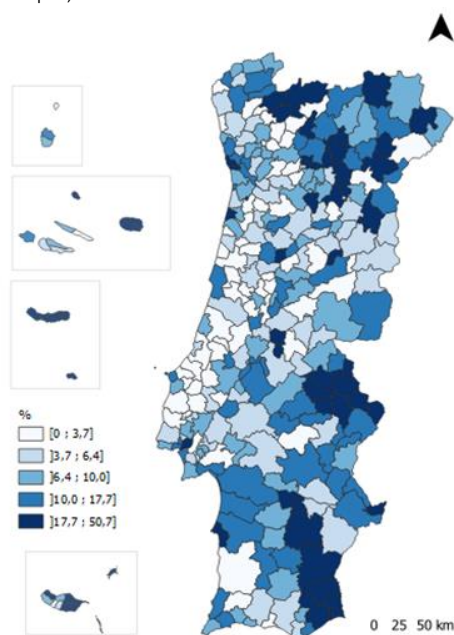 %
[0 ; 3,7]
]3,7 ; 6,4]
]6,4 ; 10,0]
]10,0 ; 17,7]
]17,7 ; 50,7]
0 25 50 km